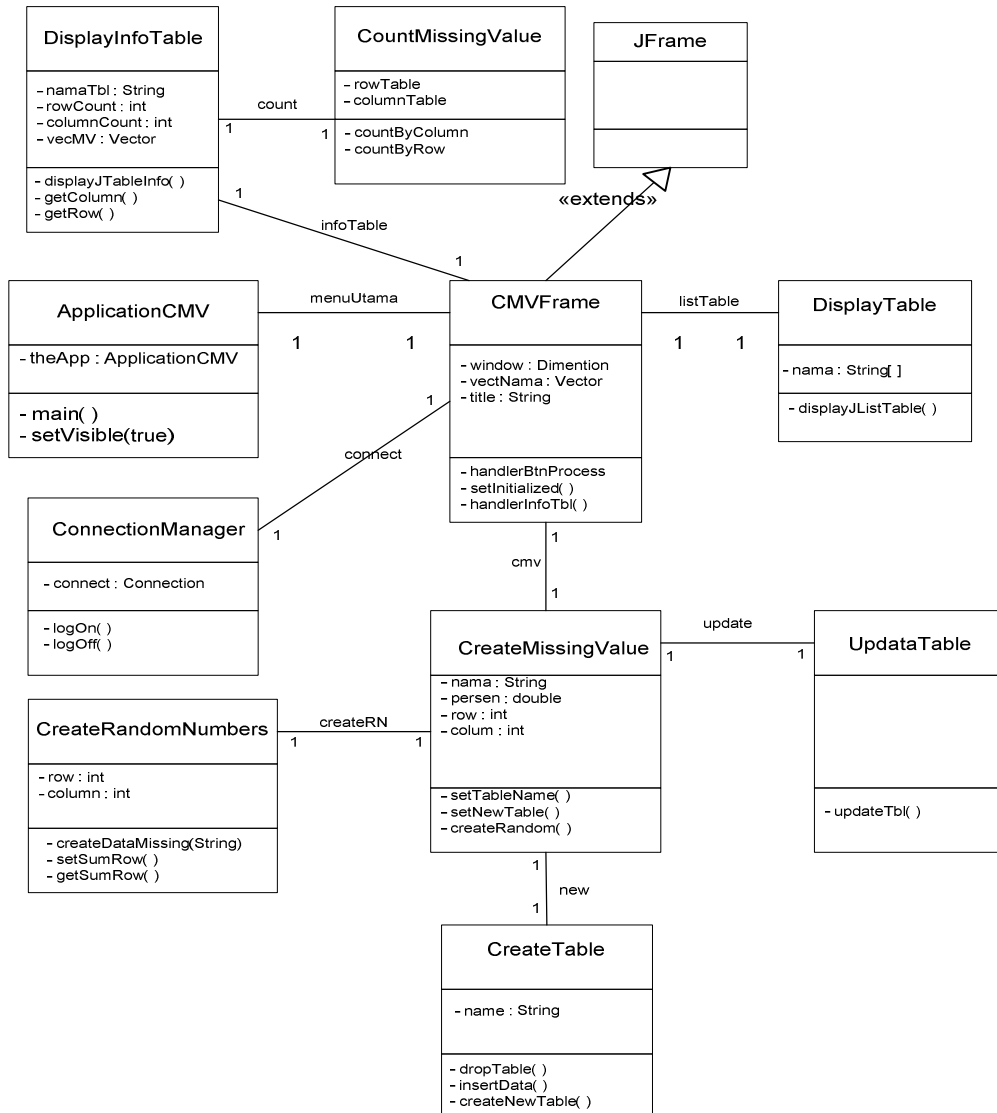 DisplayInfoTable
- namaTbl : String
- rowCount : int
- columnCount : int
- vecMV : Vector
- displayJTableInfo( )
- getColumn( )
- getRow( )
count
1
1
CountMissingValue
- rowTable
- columnTable
- countByColumn
- countByRow
JFrame
«extends»
1
infoTable
1
ApplicationCMV
- theApp : ApplicationCMV
- main( )
- setVisible(true)
menuUtama
1
1
CMVFrame
- window : Dimention
- vectNama : Vector
- title : String
- handlerBtnProcess
- setInitialized( )
- handlerInfoTbl( )
listTable
1
1
DisplayTable
- nama : String[ ]
- displayJListTable( )
1
connect
1
ConnectionManager
- connect : Connection
- logOn( )
- logOff( )
1
cmv
1
CreateMissingValue
- nama : String
- persen : double
- row : int
- colum : int
- setTableName( )
- setNewTable( )
- createRandom( )
update
1
1
UpdataTable
- updateTbl( )
CreateRandomNumbers
- row : int
- column : int
- createDataMissing(String)
- setSumRow( )
- getSumRow( )
createRN
1
1
1
new
1
CreateTable
- name : String
- dropTable( )
- insertData( )
- createNewTable( )